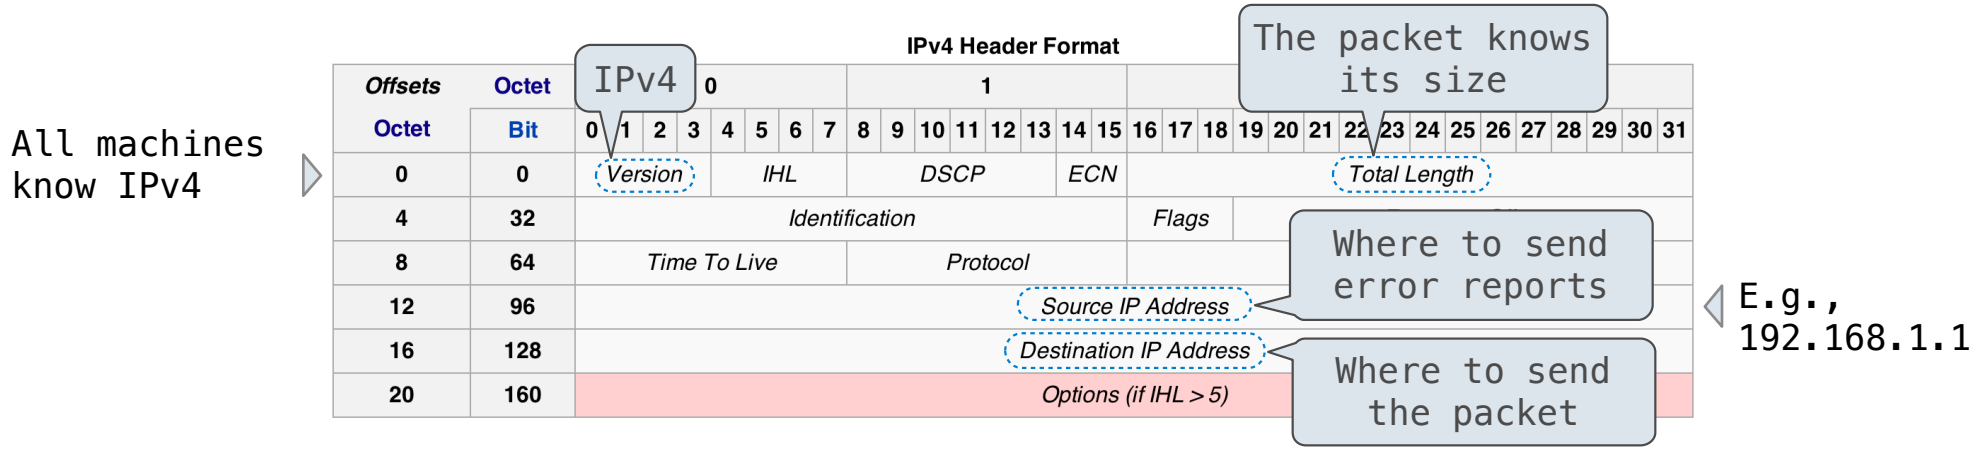 IPv4 Header Format
The packet knows
its size
IPv4
Offsets Octet 0 1
Octet Bit 0 1 2 3 4 5 6 7 8 9 10 11 12 13 14 15 16 17 18 19 20 21 22 23 24 25 26 27 28 29 30 31
All machines
know IPv4
0 0 Version IHL DSCP ECN Total Length
4 32 Identification Flags
Where to send
error reports
8 64 Time To Live Protocol
12 96 Source IP Address
E.g.,
192.168.1.1
16 128 Destination IP Address
Where to send
the packet
20 160 Options (if IHL > 5)